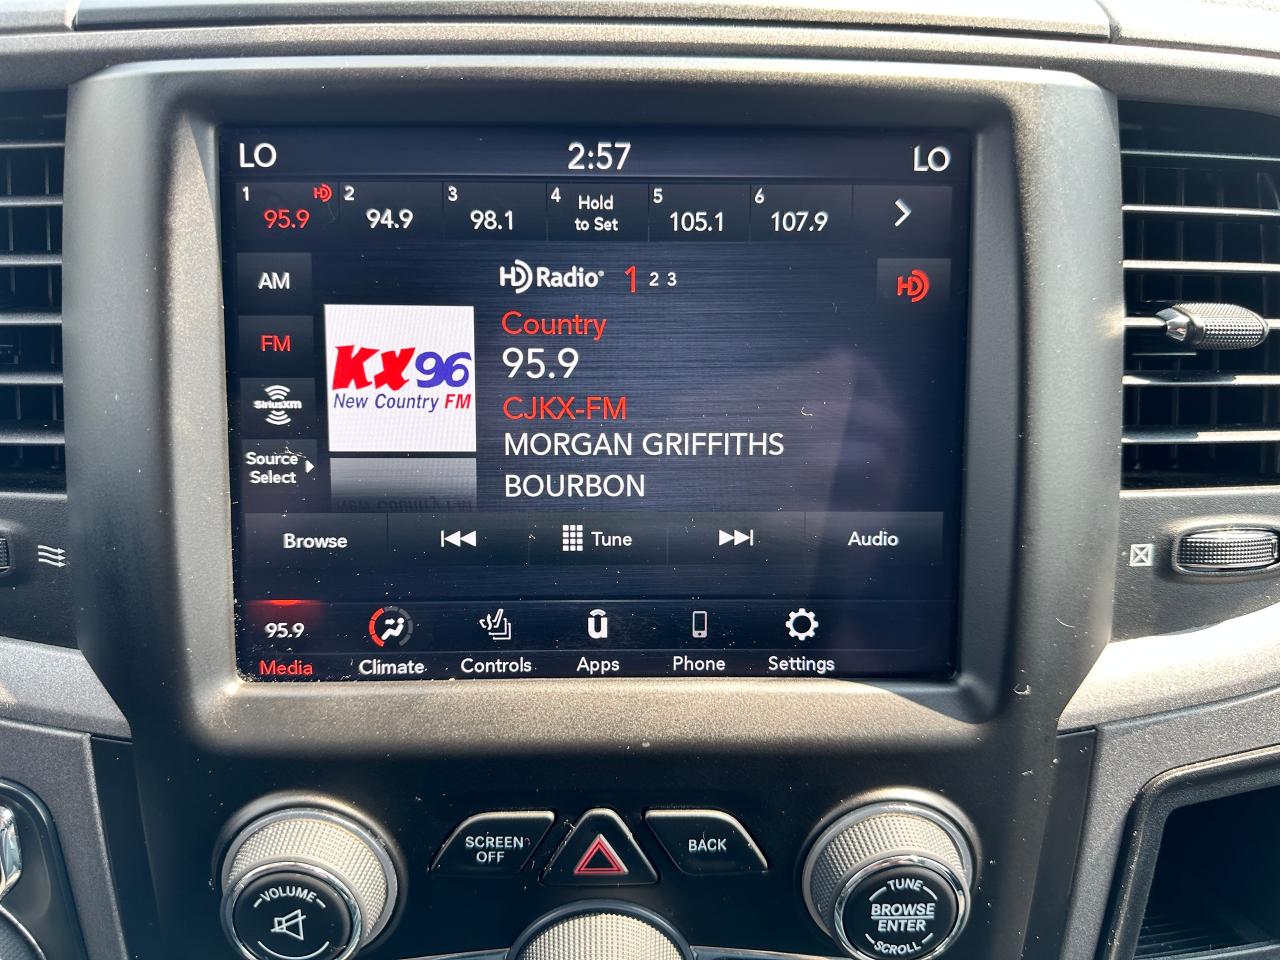 LO 2:57 LO
1 HD 2 3 4 Hold 5 6
95.9 94.9 98.1 to Set 105.1 107.9
AM
HD Radio® 1 2 3
HD
FM
Country
KX96
New Country FM
95.9
SiriusXM
CJKX-FM
Source
Select
MORGAN GRIFFITHS
BOURBON
Browse Tune Audio
95.9
Media Climate Controls Apps Phone Settings
VOLUME
SCREEN
OFF
BACK
TUNE
BROWSE
ENTER
SCROLL